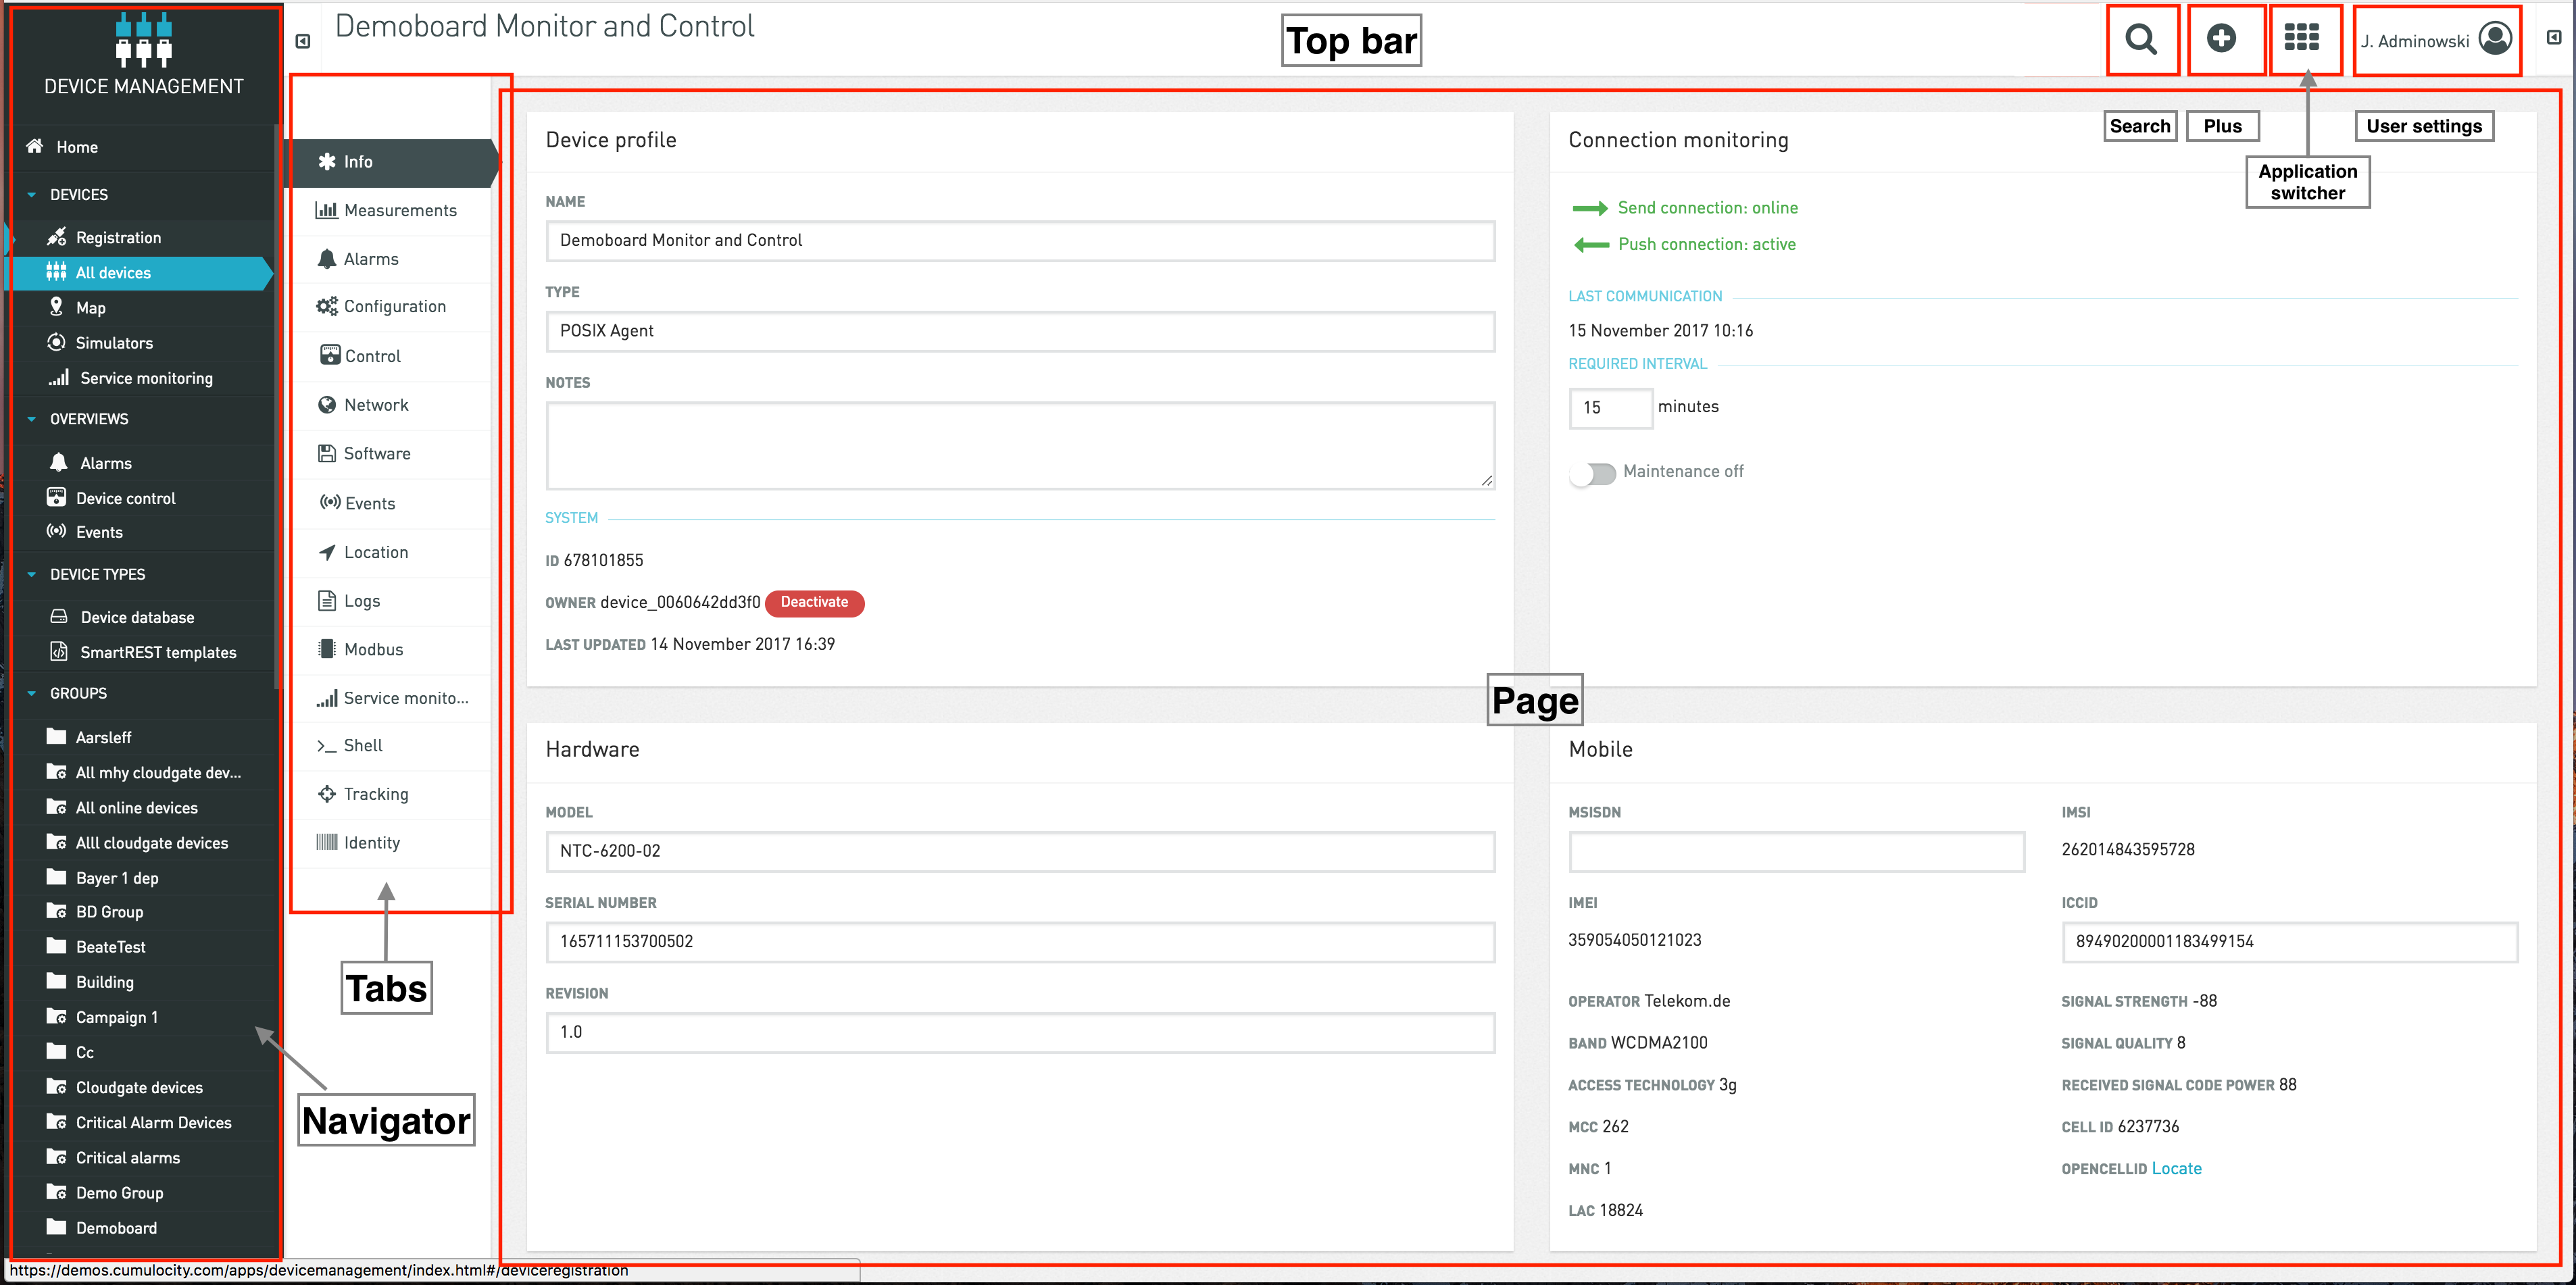 DEVICE MANAGEMENT
Home
DEVICES
Registration
All devices
Map
Simulators
Service monitoring
OVERVIEWS
Alarms
Device control
Events
DEVICE TYPES
Device database
SmartREST templates
GROUPS
Aarsleff
All mhy cloudgate dev...
All online devices
Alll cloudgate devices
Bayer 1 dep
BD Group
BeateTest
Building
Campaign 1
Cc
Cloudgate devices
Critical Alarm Devices
Critical alarms
Demo Group
Demoboard
https://demos.cumulocity.com/apps/devicemanagement/index.html#/deviceregistration
Navigator
Demoboard Monitor and Control
Top bar
J. Adminowski
Search
Plus
Application
switcher
User settings
Info
Measurements
Alarms
Configuration
Control
Network
Software
Events
Location
Logs
Modbus
Service monito...
Shell
Tracking
Identity
Tabs
Device profile
NAME
Demoboard Monitor and Control
TYPE
POSIX Agent
NOTES
SYSTEM
ID 678101855
OWNER device_0060642dd3f0 Deactivate
LAST UPDATED 14 November 2017 16:39
Connection monitoring
Send connection: online
Push connection: active
LAST COMMUNICATION
15 November 2017 10:16
REQUIRED INTERVAL
15 minutes
Maintenance off
Page
Hardware
MODEL
NTC-6200-02
SERIAL NUMBER
165711153700502
REVISION
1.0
Mobile
MSISDN
IMSI
262014843595728
IMEI
359054050121023
ICCID
89490200001183499154
OPERATOR Telekom.de
BAND WCDMA2100
ACCESS TECHNOLOGY 3g
MCC 262
MNC 1
LAC 18824
SIGNAL STRENGTH -88
SIGNAL QUALITY 8
RECEIVED SIGNAL CODE POWER 88
CELL ID 6237736
OPENCELLID Locate